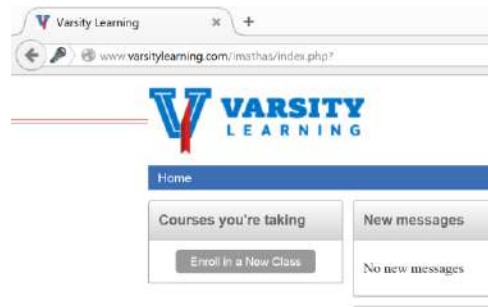 Varsity Learning
www.varsitylearning.com/imathas/index.php?
VARSITY
LEARNING
Home
Courses you're taking
Enroll in a New Class
New messages
No new messages